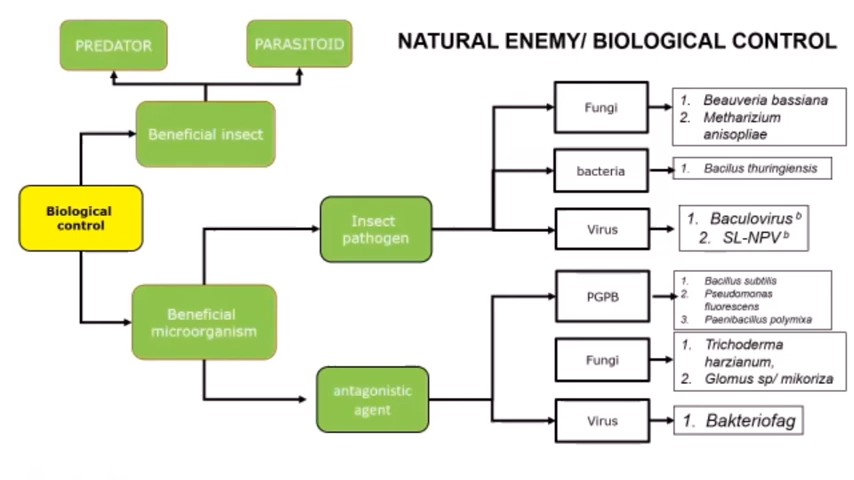 NATURAL ENEMY/ BIOLOGICAL CONTROL
PREDATOR
PARASITOID
Beneficial insect
Biological
control
Beneficial
microorganism
Insect
pathogen
antagonistic
agent
Fungi
1. Beauveria bassiana
2. Metharizium
anisopliae
bacteria
1. Bacilus thuringiensis
Virus
1. Baculovirus b
2. SL-NPV b
PGPB
1. Bacillus subtilis
2. Pseudomonas
fluorescens
3. Paenibacillus polymixa
Fungi
1. Trichoderma
harzianum,
2. Glomus sp/ mikoriza
Virus
1. Bakteriofag